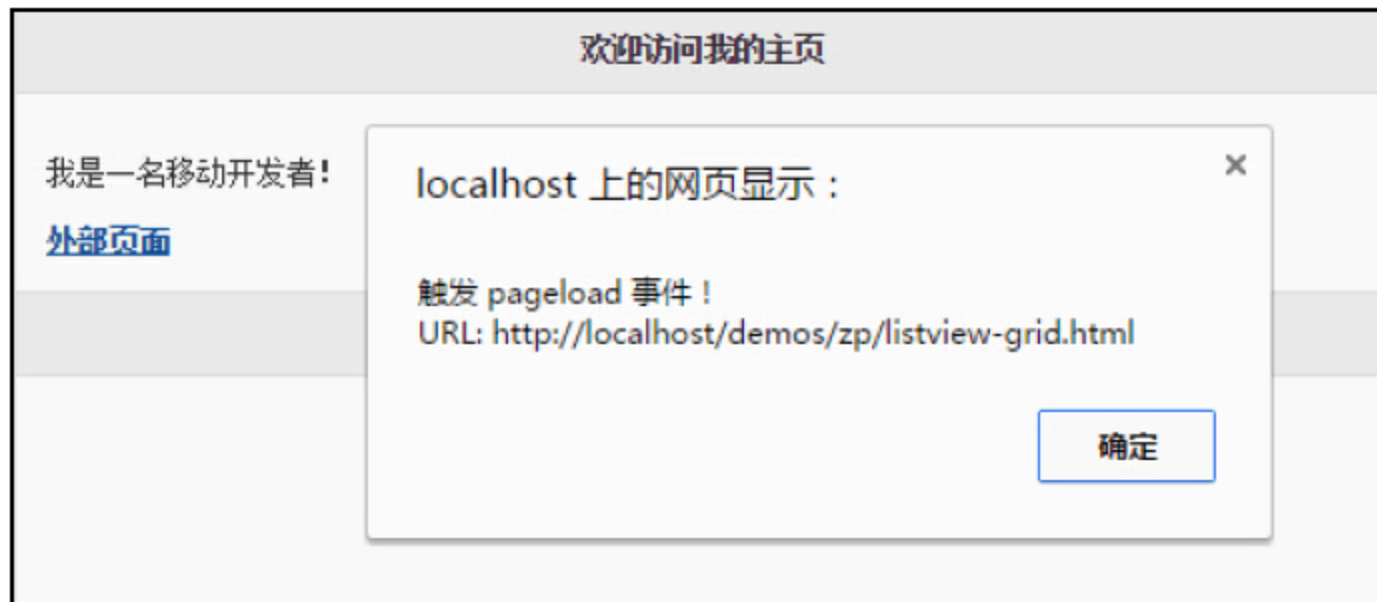 欢迎访问我的主页
我是一名移动开发者！
外部页面
localhost 上的网页显示：
触发 pageload 事件！
URL: http://localhost/demos/zp/listview-grid.html
确定